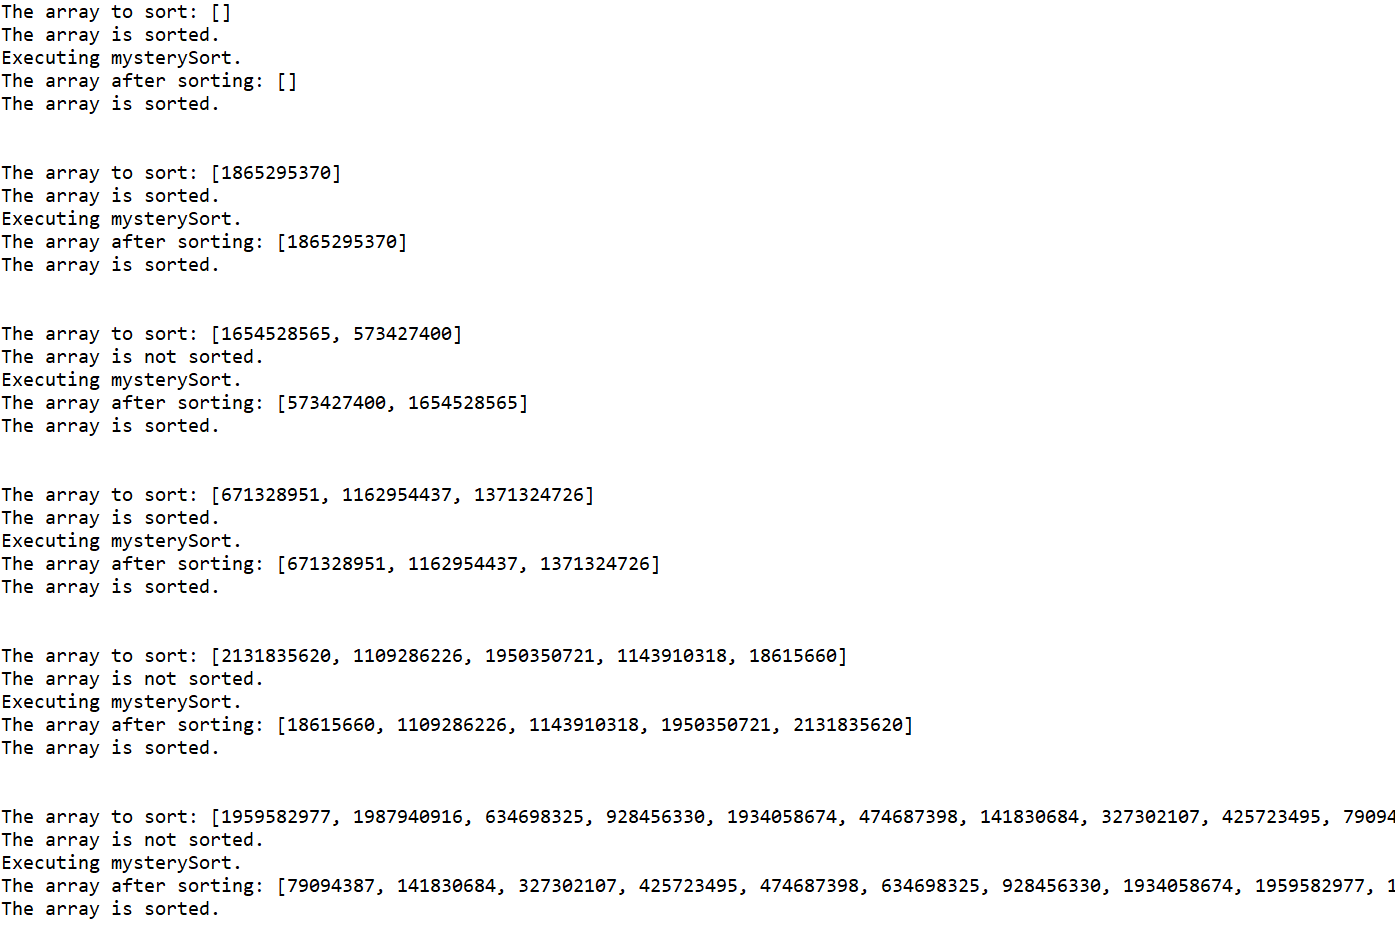 The array to sort: []
The array is sorted.
Executing mysterySort.
The array after sorting: []
The array is sorted.
The array to sort: [1865295370]
The array is sorted.
Executing mysterySort.
The array after sorting: [1865295370]
The array is sorted.
The array to sort: [1654528565, 573427400]
The array is not sorted.
Executing mysterySort.
The array after sorting: [573427400, 1654528565]
The array is sorted.
The array to sort: [671328951, 1162954437, 1371324726]
The array is sorted.
Executing mysterySort.
The array after sorting: [671328951, 1162954437, 1371324726]
The array is sorted.
The array to sort: [2131835620, 1109286226, 1950350721, 1143910318, 18615660]
The array is not sorted.
Executing mysterySort.
The array after sorting: [18615660, 1109286226, 1143910318, 1950350721, 2131835620]
The array is sorted.
The array to sort: [1959582977, 1987940916, 634698325, 928456330, 1934058674, 474687398, 141830684, 327302107, 425723495, 79094
The array is not sorted.
Executing mysterySort.
The array after sorting: [79094387, 141830684, 327302107, 425723495, 474687398, 634698325, 928456330, 1934058674, 1959582977, 1
The array is sorted.